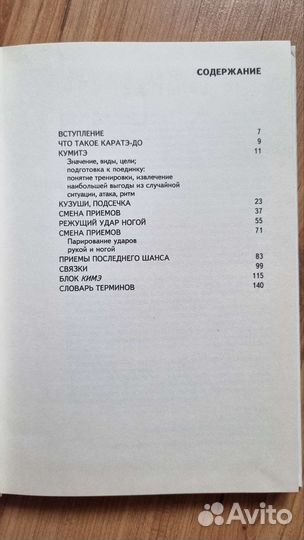 СОДЕРЖАНИЕ
ВСТУПЛЕНИЕ 7
ЧТО ТАКОЕ КАРАТЭ-ДО 9
КУМИТЭ 11
Значение, виды, цели;
подготовка к поединку:
понятие тренировки, извлечение
наибольшей выгоды из случайной
ситуации, атака, ритм
КУЗУШИ, ПОДСЕЧКА 23
СМЕНА ПРИЕМОВ 37
РЕЖУЩИЙ УДАР НОГОЙ 55
СМЕНА ПРИЕМОВ 71
Парирование ударов
рукой и ногой
ПРИЕМЫ ПОСЛЕДНЕГО ШАНСА 83
СВЯЗКИ 99
БЛОК КИМЭ 115
СЛОВАРЬ ТЕРМИНОВ 140
Avito